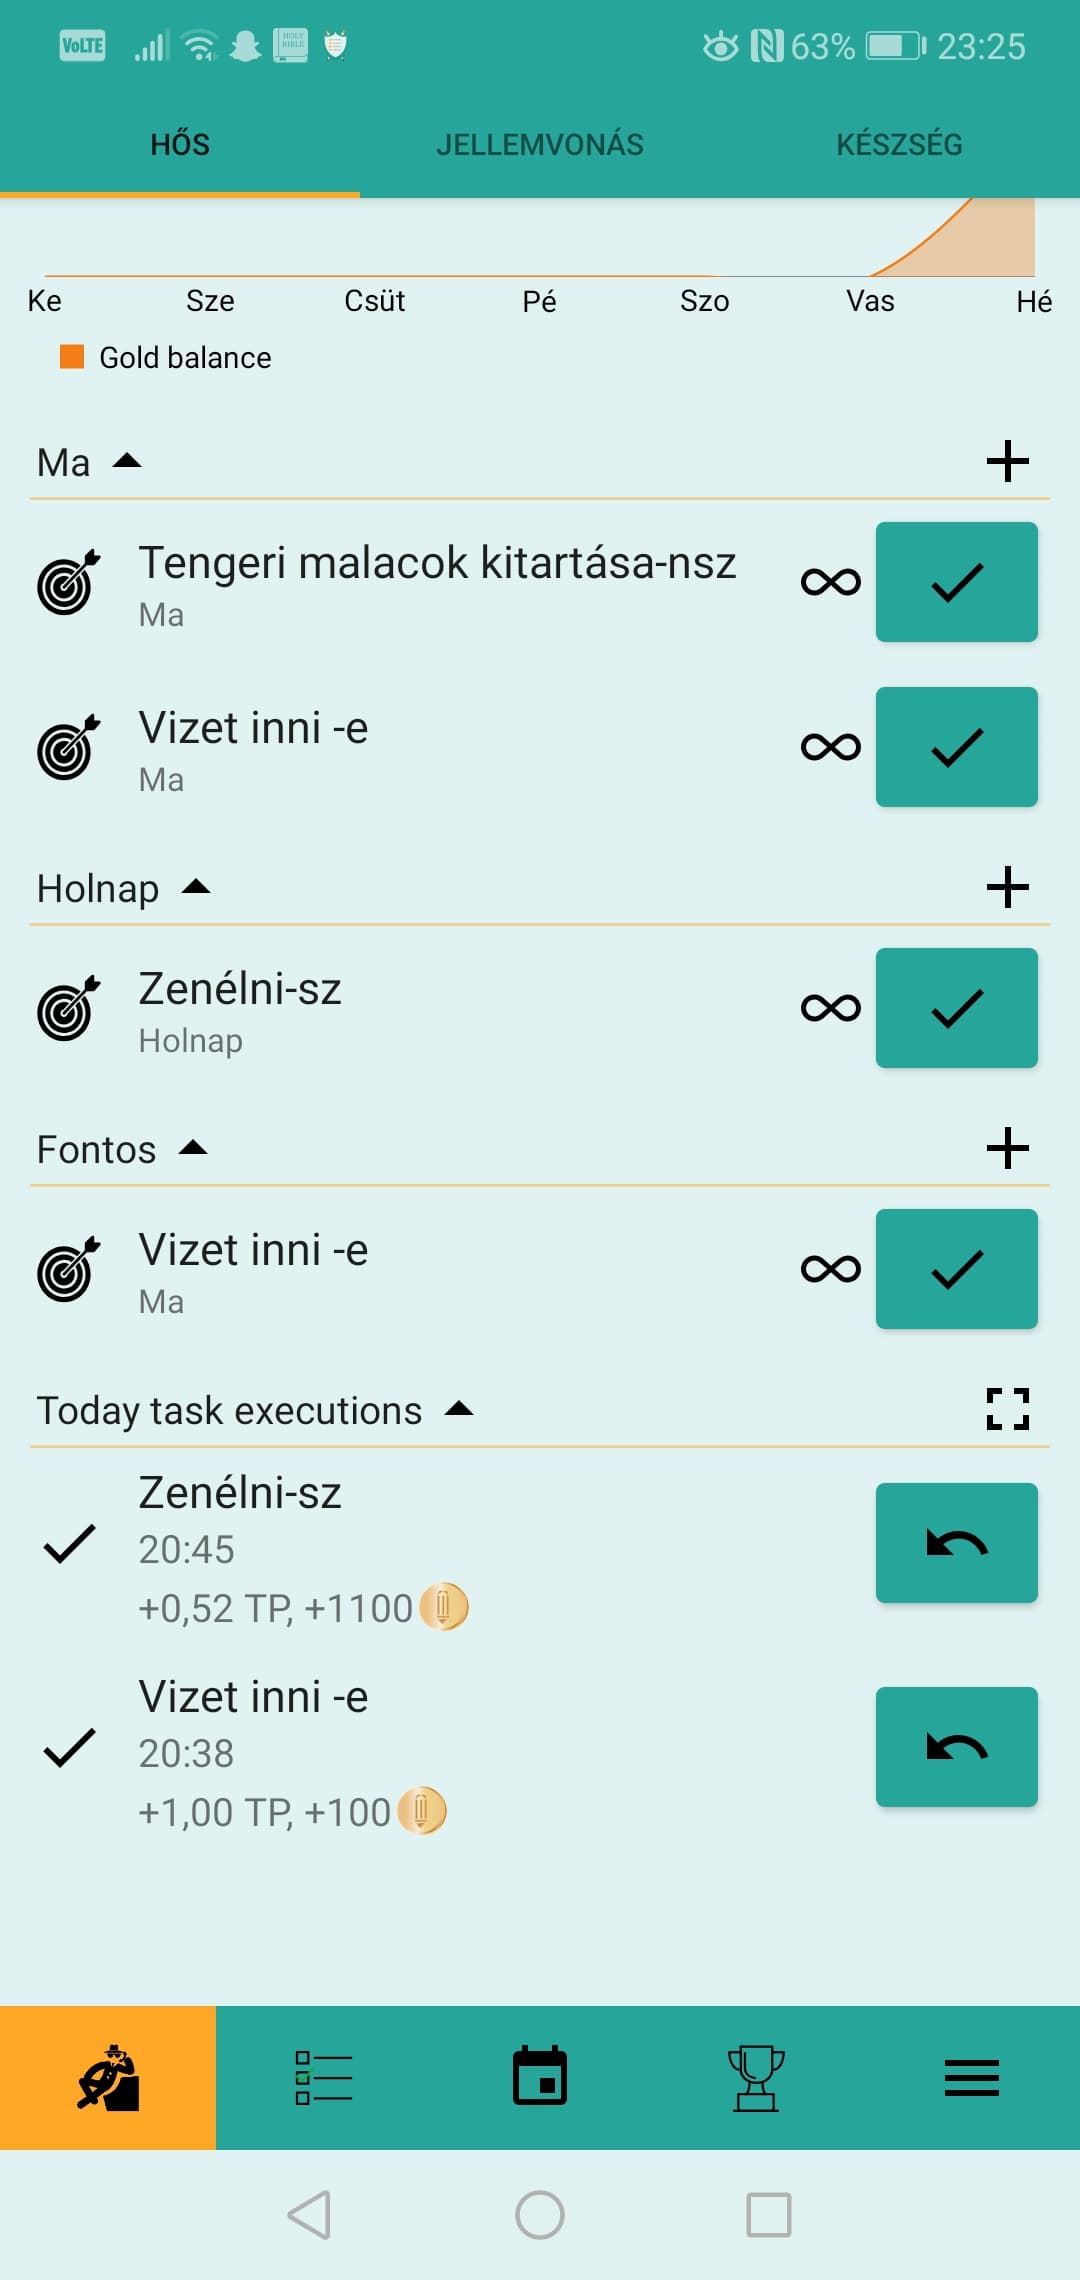 VoLTE
HOLY
BIBLE
63%
23:25
HŐS
JELLEMVONÁS
KÉSZSÉG
Ke Sze Csüt Pé Szo Vas Hé
Gold balance
Ma
Tengeri malacok kitartása-nsz
Ma
Vizet inni -e
Ma
Holnap
Zenélni-sz
Holnap
Fontos
Vizet inni -e
Ma
Today task executions
Zenélni-sz
20:45
+0,52 TP, +1100
Vizet inni -e
20:38
+1,00 TP, +100